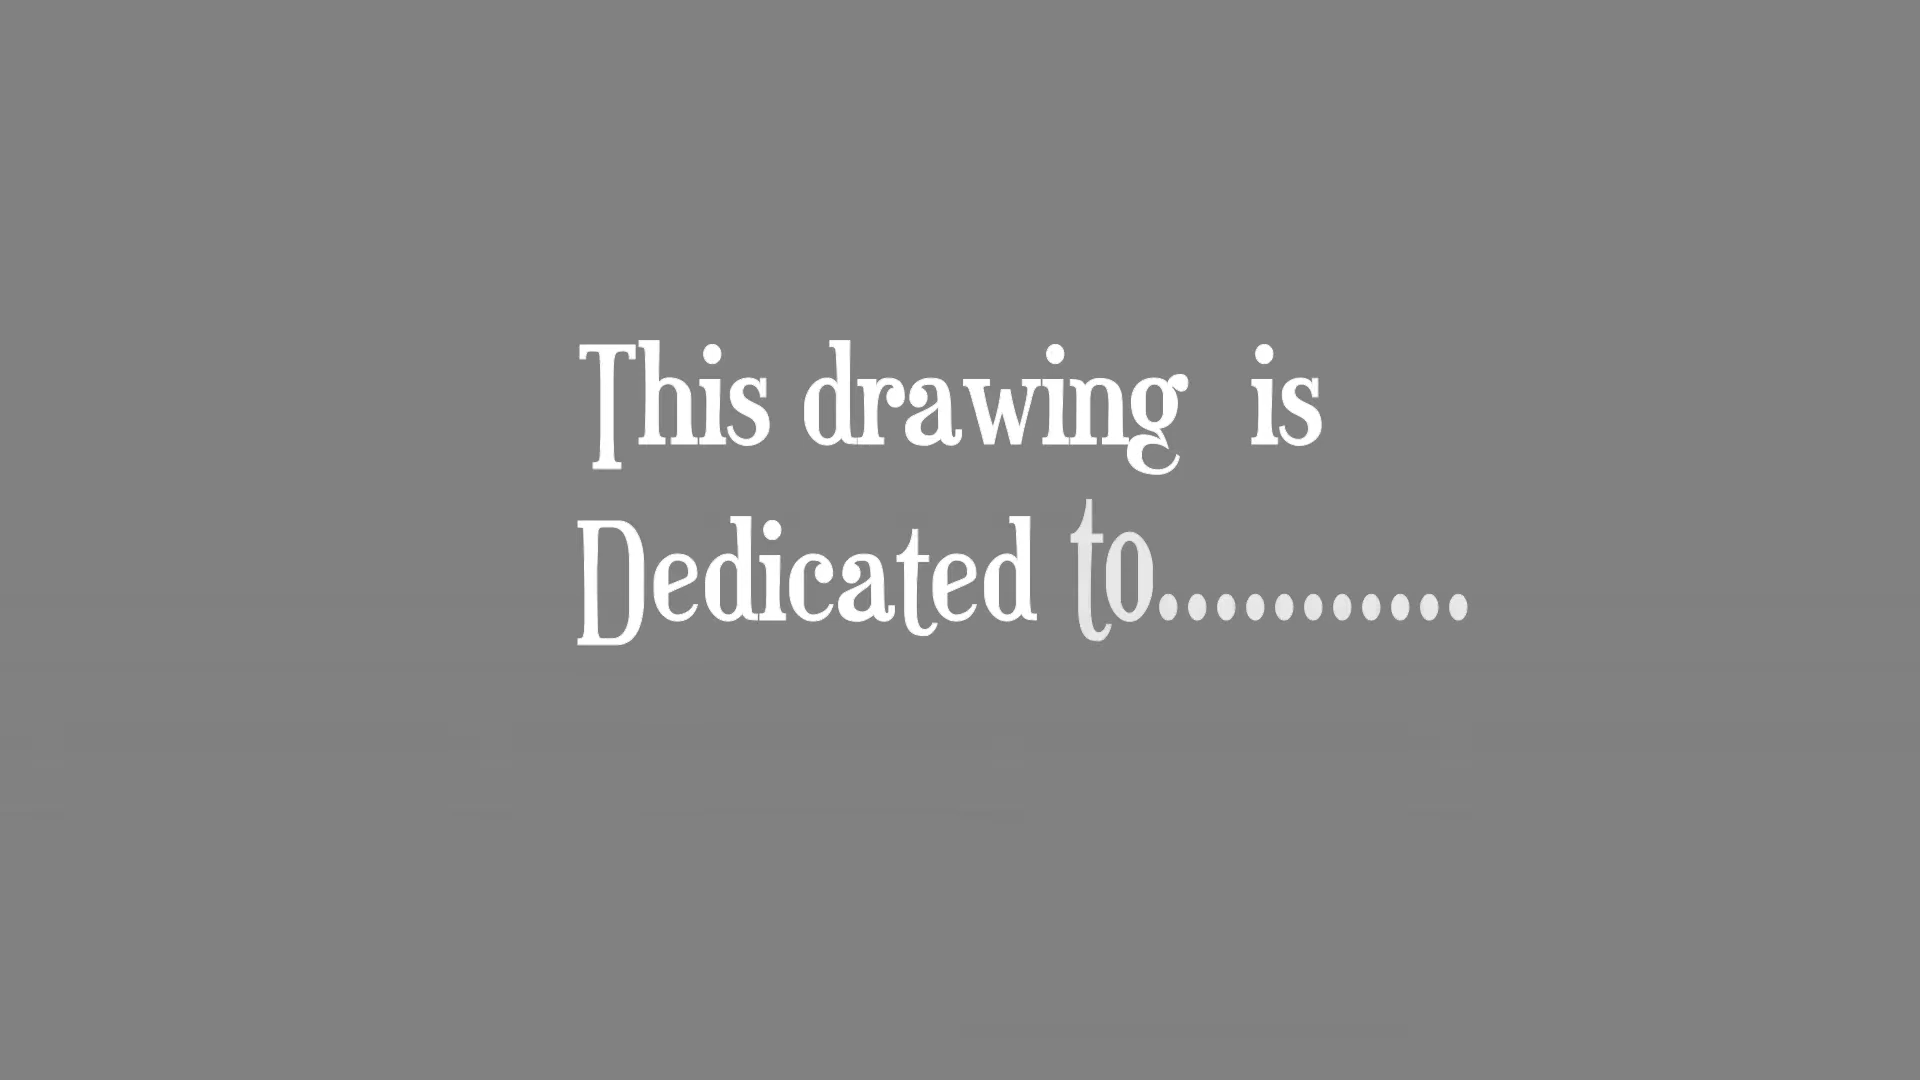 This drawing  is
Dedicated to...........